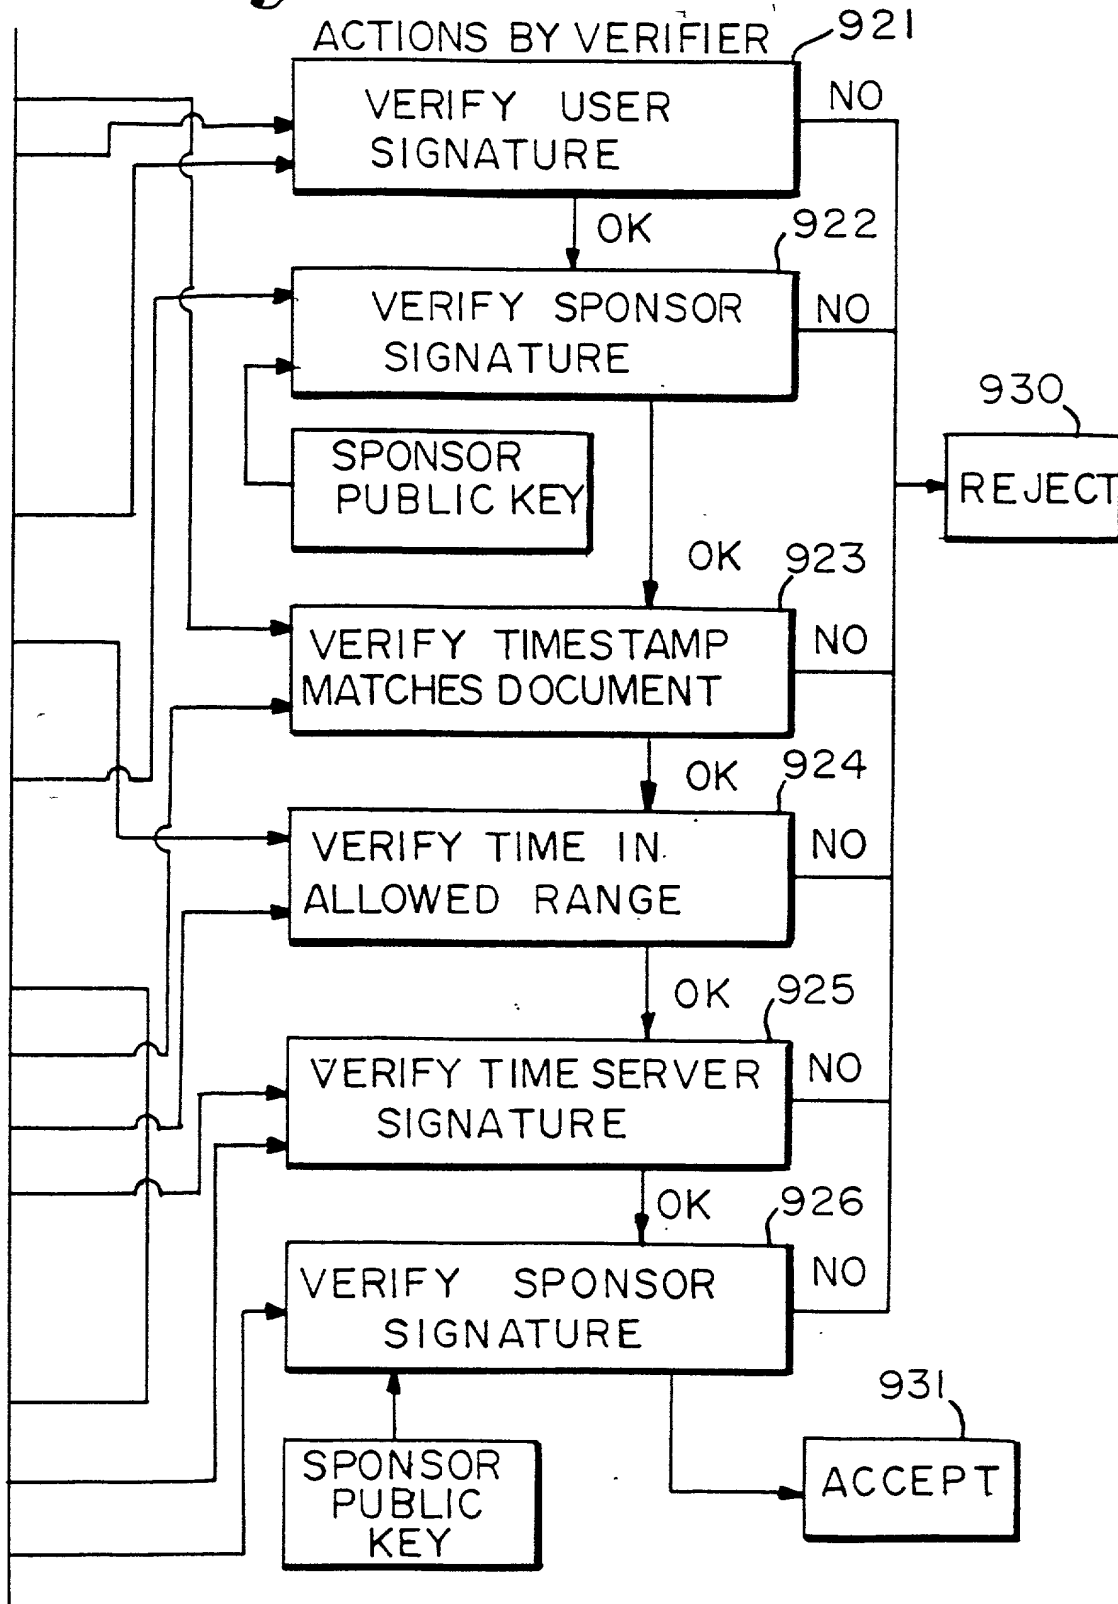 ACTIONS BY VERIFIER
921
VERIFY USER
SIGNATURE
NO
OK
922
VERIFY SPONSOR
SIGNATURE
NO
930
REJECT
SPONSOR
PUBLIC KEY
OK
923
VERIFY TIMESTAMP
MATCHES DOCUMENT
NO
OK
924
VERIFY TIME IN
ALLOWED RANGE
NO
OK
925
VERIFY TIME SERVER
SIGNATURE
NO
OK
926
VERIFY SPONSOR
SIGNATURE
NO
931
ACCEPT
SPONSOR
PUBLIC
KEY